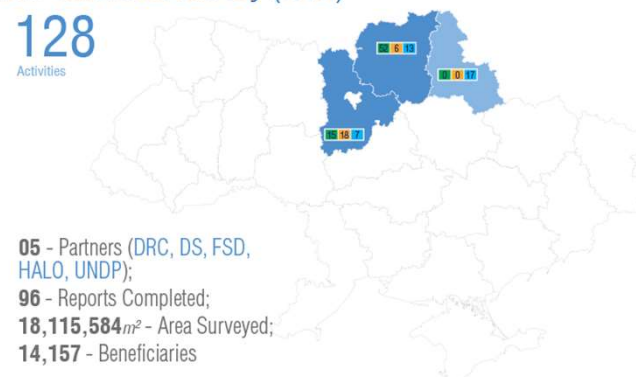 128
Activities
52 6 13
0 0 17
15 18 7
05 - Partners (DRC, DS, FSD,
HALO, UNDP);
96 - Reports Completed;
18,115,584m² - Area Surveyed;
14,157 - Beneficiaries